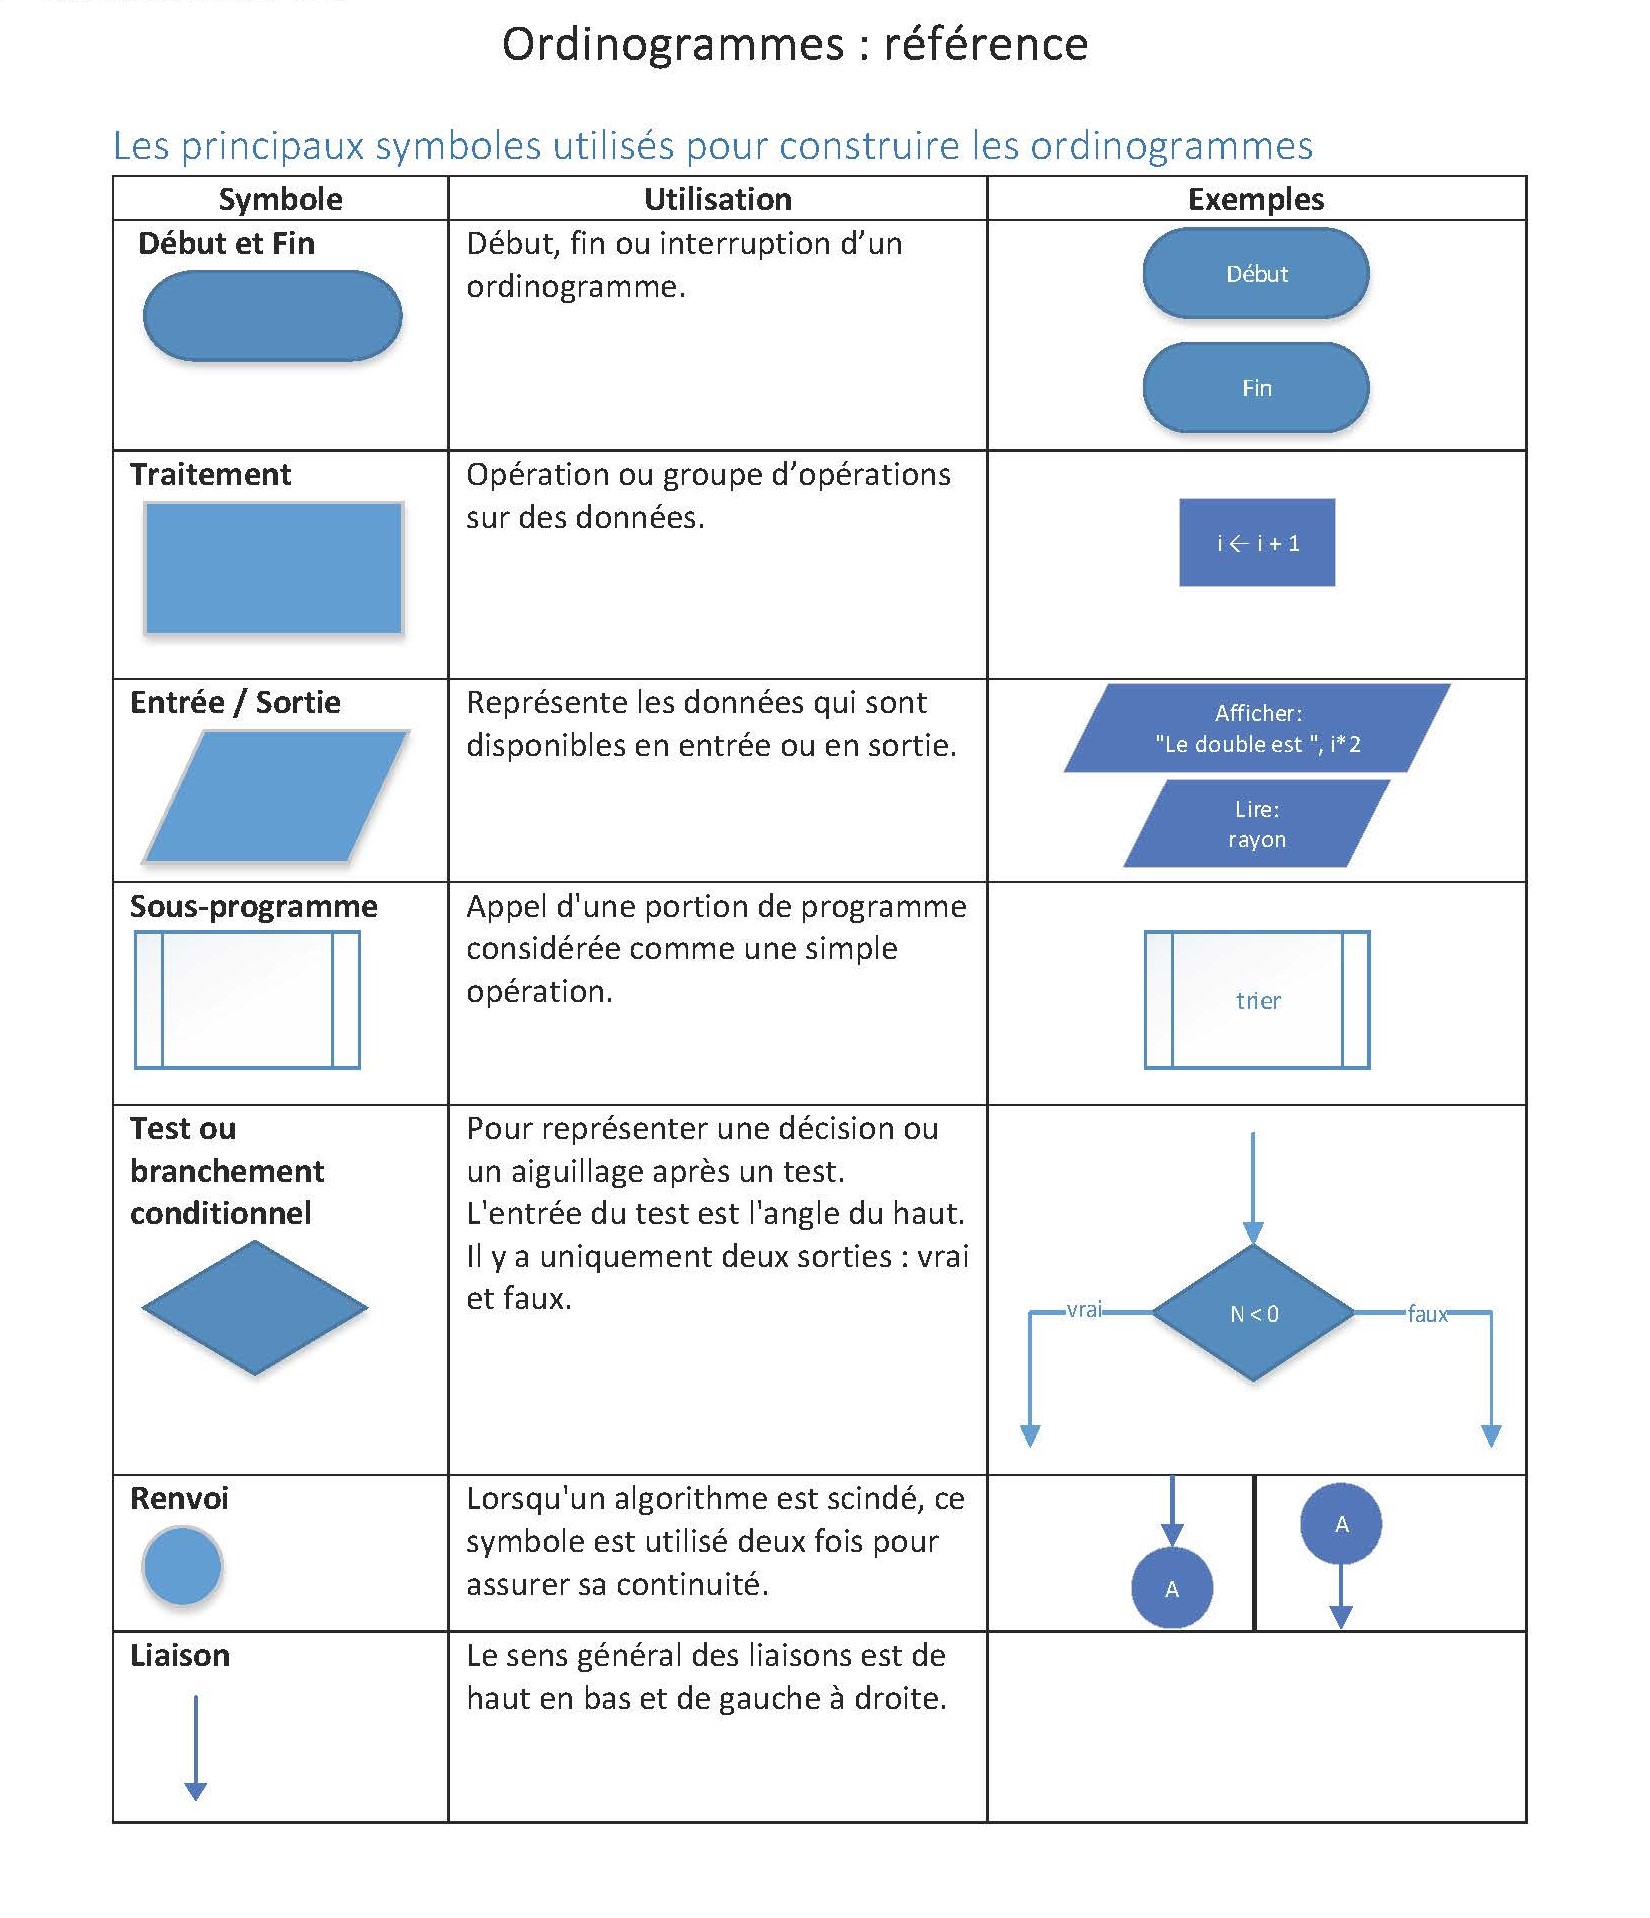 Ordinogrammes : référence
Les principaux symboles utilisés pour construire les ordinogrammes
Symbole
Utilisation
Exemples
Début et Fin
Début, fin ou interruption d’un
ordinogramme.
Début
Fin
Traitement
Opération ou groupe d’opérations
sur des données.
i ← i + 1
Entrée / Sortie
Représente les données qui sont
disponibles en entrée ou en sortie.
Afficher:
"Le double est ", i*2
Lire:
rayon
Sous-programme
Appel d'une portion de programme
considérée comme une simple
opération.
trier
Test ou
branchement
conditionnel
Pour représenter une décision ou
un aiguillage après un test.
L'entrée du test est l'angle du haut.
Il y a uniquement deux sorties : vrai
et faux.
vrai
N < 0
faux
Renvoi
Lorsqu'un algorithme est scindé, ce
symbole est utilisé deux fois pour
assurer sa continuité.
A
A
Liaison
Le sens général des liaisons est de
haut en bas et de gauche à droite.